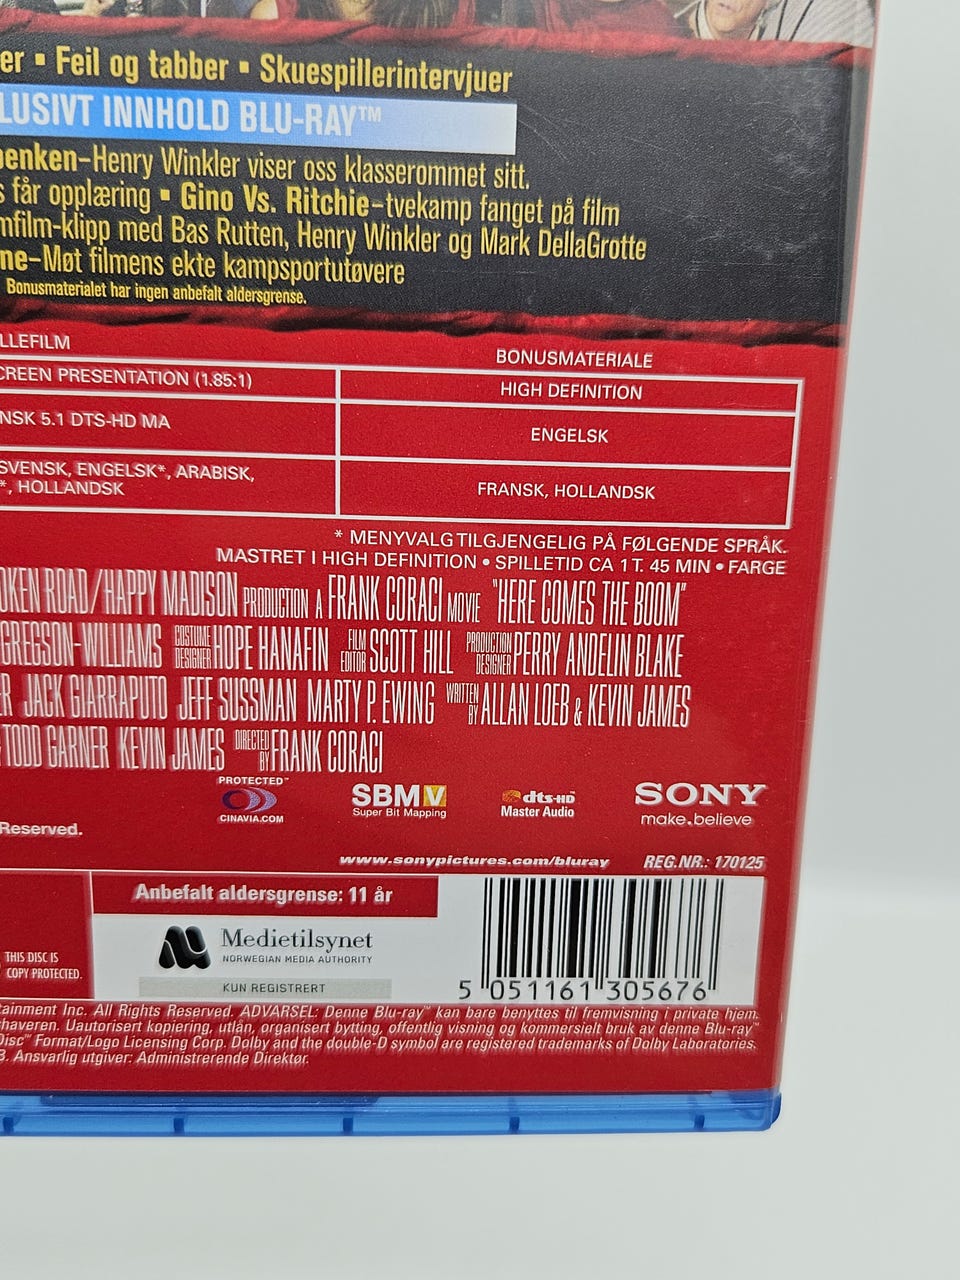 er ▪ Feil og tabber ▪ Skuespillerintervjuer
LUSIVT INNHOLD BLU-RAY™
benken–Henry Winkler viser oss klasserommet sitt.
s får opplæring ▪ Gino Vs. Ritchie–tvekamp fanget på film
mfilm-klipp med Bas Rutten, Henry Winkler og Mark DellaGrotte
ne–Møt filmens ekte kampsportutøvere
Bonusmaterialet har ingen anbefalt aldersgrense.
LLEFILM
BONUSMATERIALE
CREEN PRESENTATION (1.85:1)
HIGH DEFINITION
NSK 5.1 DTS-HD MA
ENGELSK
SVENSK, ENGELSK*, ARABISK,
*, HOLLANDSK
FRANSK, HOLLANDSK
* MENYVALG TILGJENGELIG PÅ FØLGENDE SPRÅK.
MASTRET I HIGH DEFINITION • SPILLETID CA 1 T. 45 MIN • FARGE
OKEN ROAD/HAPPY MADISON PRODUCTION A FRANK CORACI MOVIE "HERE COMES THE BOOM"
GREGSON-WILLIAMS COSTUME DESIGNER HOPE HANAFIN FILM EDITOR SCOTT HILL PRODUCTION DESIGNER PERRY ANDELIN BLAKE
ER JACK GIARRAPUTO JEFF SUSSMAN MARTY P. EWING WRITTEN BY ALLAN LOEB & KEVIN JAMES
TODD GARNER KEVIN JAMES DIRECTED BY FRANK CORACI
PROTECTED™
CINAVIA.COM
SBMV
Super Bit Mapping
dts-HD
Master Audio
SONY
make.believe
Reserved.
www.sonypictures.com/bluray
REG.NR.: 170125
Anbefalt aldersgrense: 11 år
Medietilsynet
NORWEGIAN MEDIA AUTHORITY
KUN REGISTRERT
THIS DISC IS
COPY PROTECTED.
5 051161 305676
tainment Inc. All Rights Reserved. ADVARSEL: Denne Blu-ray™ kan bare benyttes til fremvisning i private hjem.
shaveren. Uautorisert kopiering, utlån, organisert bytting, offentlig visning og kommersielt bruk av denne Blu-ray™
Disc™ Format/Logo Licensing Corp. Dolby and the double-D symbol are registered trademarks of Dolby Laboratories.
3. Ansvarlig utgiver: Administrerende Direktør.